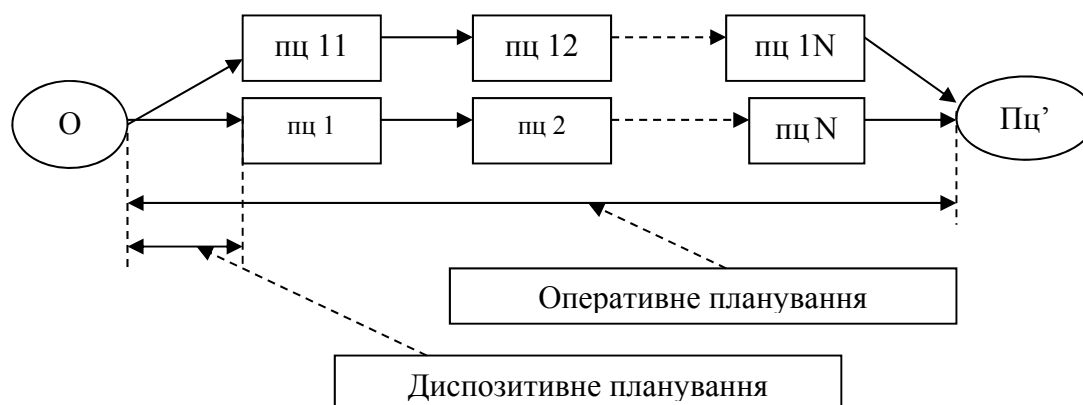 пц 11
пц 12
пц 1N
О
пц 1
пц 2
пц N
Пц’
Оперативне планування
Диспозитивне планування